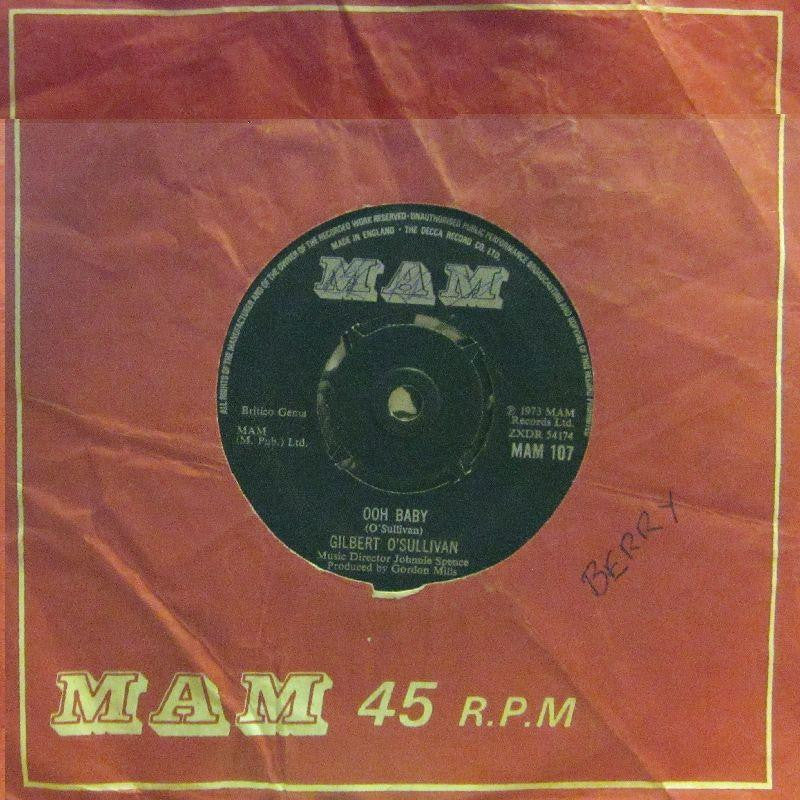 ALL RIGHTS OF THE MANUFACTURER AND OF THE OWNER OF THE RECORDED WORK RESERVED · UNAUTHORISED PUBLIC PERFORMANCE BROADCASTING AND COPYING OF THIS RECORD PROHIBITED
MADE IN ENGLAND · THE DECCA RECORD CO. LTD.
MAM
Britico Gema
MAM
(M. Pub.) Ltd.
℗ 1973 MAM
Records Ltd.
ZXDR 54174
MAM 107
OOH BABY
(O'Sullivan)
GILBERT O'SULLIVAN
Music Director Johnnie Spence
Produced by Gordon Mills
BERRY
MAM 45 R.P.M